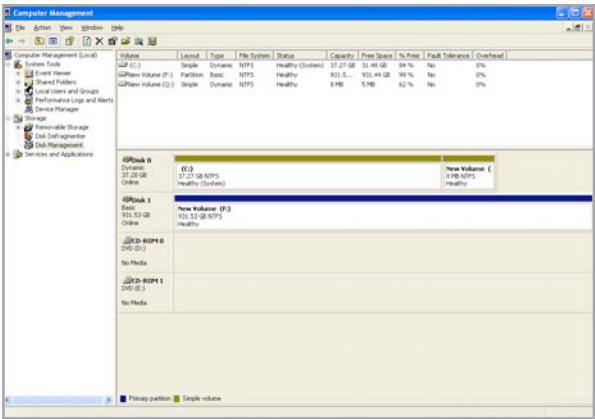 Computer Management
File Action View Window Help
Computer Management (Local)
System Tools
Event Viewer
Shared Folders
Local Users and Groups
Performance Logs and Alerts
Device Manager
Storage
Removable Storage
Disk Defragmenter
Disk Management
Services and Applications
Volume Layout Type File System Status Capacity Free Space % Free Fault Tolerance Overhead
(C:) Simple Dynamic NTFS Healthy (System) 37.27 GB 31.48 GB 84 % No 0%
New Volume (F:) Partition Basic NTFS Healthy 931.5... 931.44 GB 99 % No 0%
New Volume Simple Dynamic NTFS Healthy 8 MB 5 MB 62 % No 0%
Disk 0
Dynamic
37.28 GB
Online
(C:)
37.27 GB NTFS
Healthy (System)
New Volume (
8 MB NTFS
Healthy
Disk 1
Basic
931.53 GB
Online
New Volume (F:)
931.53 GB NTFS
Healthy
CD-ROM 0
DVD (D:)
No Media
CD-ROM 1
DVD (E:)
No Media
Primary partition Simple volume